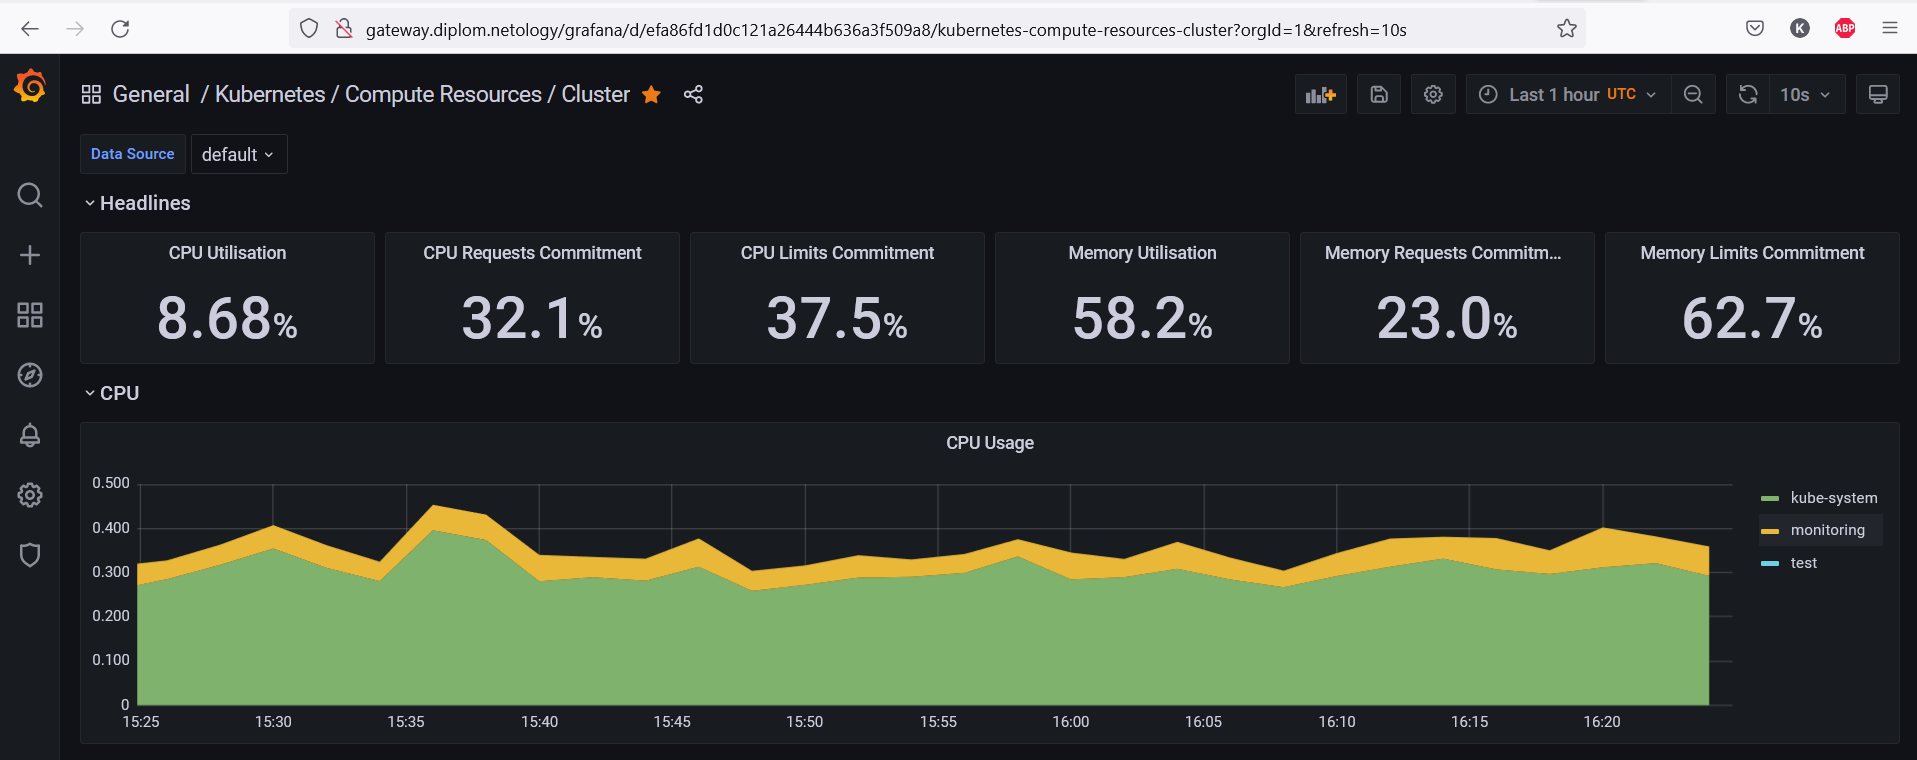 gateway.diplom.netology/grafana/d/efa86fd1d0c121a26444b636a3f509a8/kubernetes-compute-resources-cluster?orgId=1&refresh=10s
K
ABP
General / Kubernetes / Compute Resources / Cluster
Last 1 hour UTC
10s
Data Source
default
Headlines
CPU Utilisation
8.68%
CPU Requests Commitment
32.1%
CPU Limits Commitment
37.5%
Memory Utilisation
58.2%
Memory Requests Commitm...
23.0%
Memory Limits Commitment
62.7%
CPU
CPU Usage
0.500
0.400
0.300
0.200
0.100
0
15:25 15:30 15:35 15:40 15:45 15:50 15:55 16:00 16:05 16:10 16:15 16:20
kube-system
monitoring
test